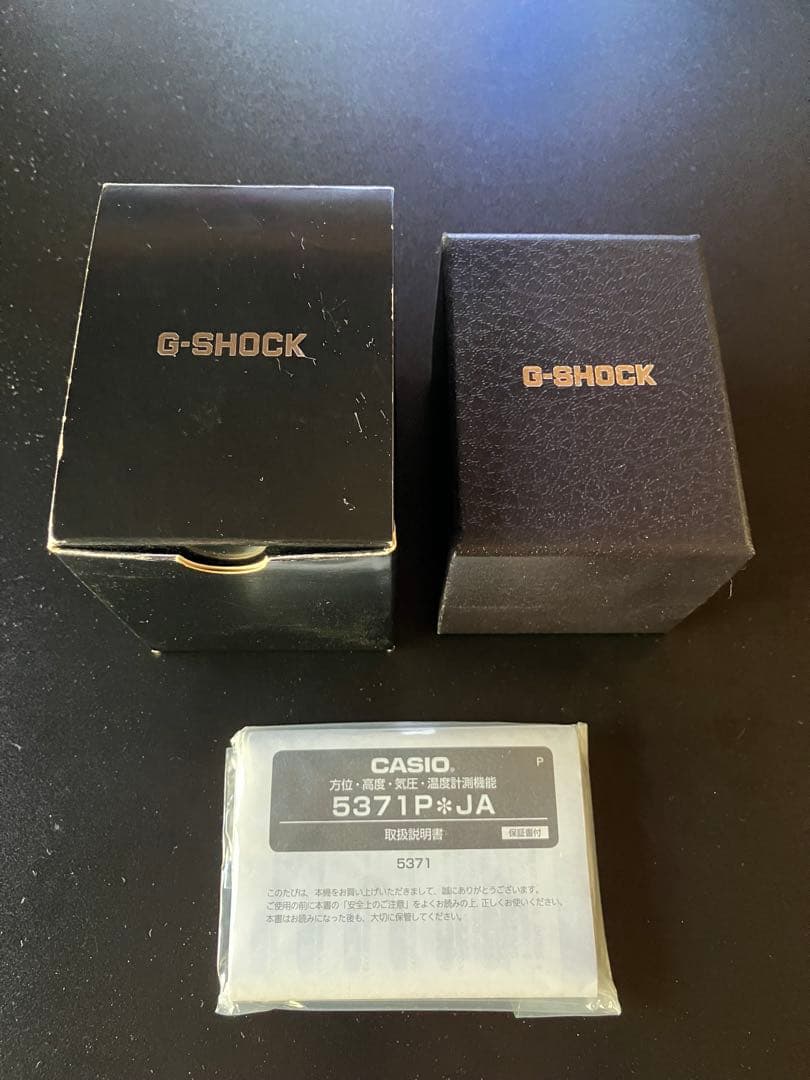 G-SHOCK
G-SHOCK
CASIO®
P
方位・高度・気圧・温度計測機能
5371P*JA
取扱説明書
保証書付
5371
このたびは、本機をお買い上げいただきまして、誠にありがとうございます。
ご使用の前に本書の「安全上のご注意」をよくお読みの上、正しくお使いください。
本書はお読みになった後も、大切に保管してください。